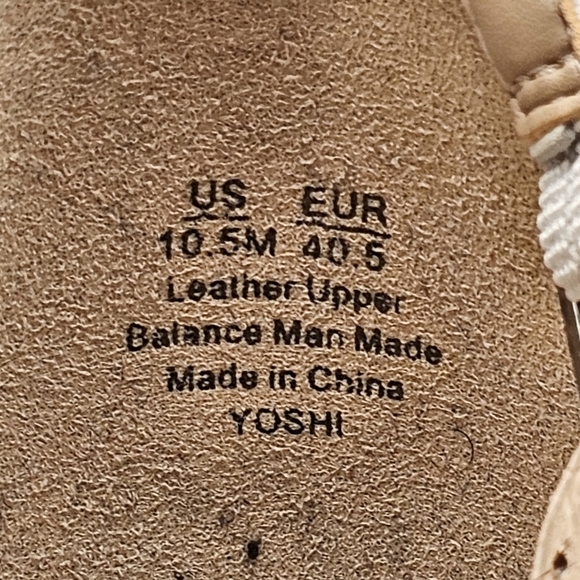 US EUR
10.5M 40.5
Leather Upper
Balance Man Made
Made in China
YOSHI